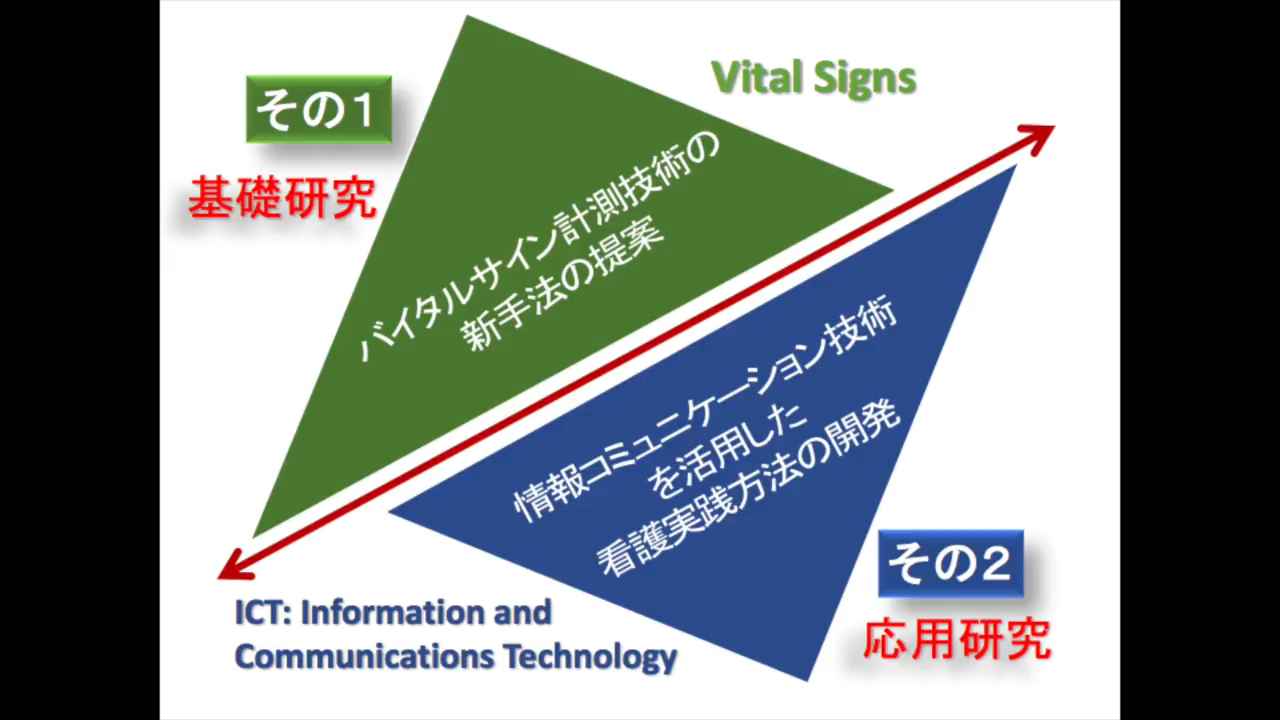 Vital Signs
その１
基礎研究
バイタルサイン計測技術の
新手法の提案
情報コミュニケーション技術
を活用した
看護実践方法の開発
その２
応用研究
ICT: Information and
Communications Technology